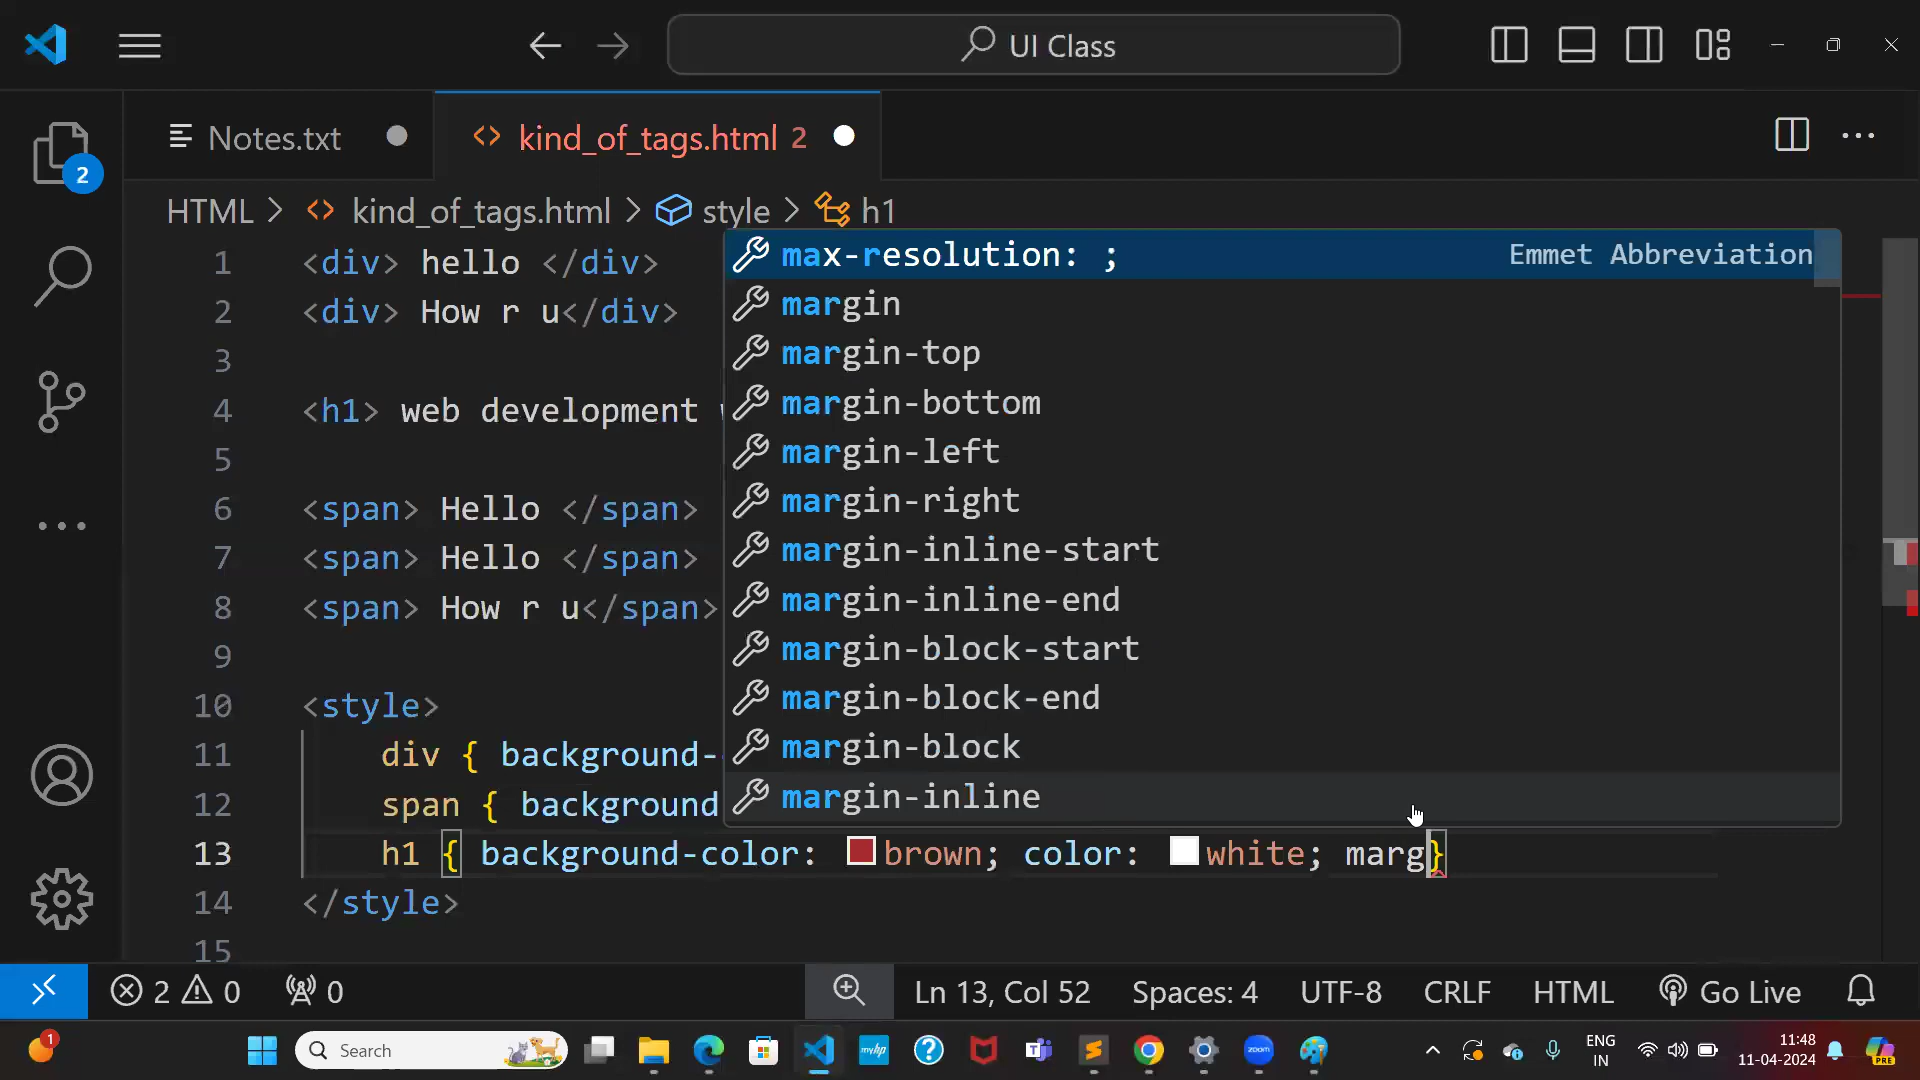 UI Class
Notes.txt
kind_of_tags.html 2
HTML > kind_of_tags.html > style > h1
2
1 <div> hello </div>
2 <div> How r u</div>
3
4 <h1> web development
5
6 <span> Hello </span>
7 <span> Hello </span>
8 <span> How r u</span>
9
10 <style>
11 div { background-
12 span { background
13 h1 { background-color: brown; color: white; marg}
14 </style>
15
max-resolution: ; Emmet Abbreviation
margin
margin-top
margin-bottom
margin-left
margin-right
margin-inline-start
margin-inline-end
margin-block-start
margin-block-end
margin-block
margin-inline
2 0 0 Ln 13, Col 52 Spaces: 4 UTF-8 CRLF HTML Go Live
1 Search myhp zoom ENG 11:48
IN 11-04-2024 PRE